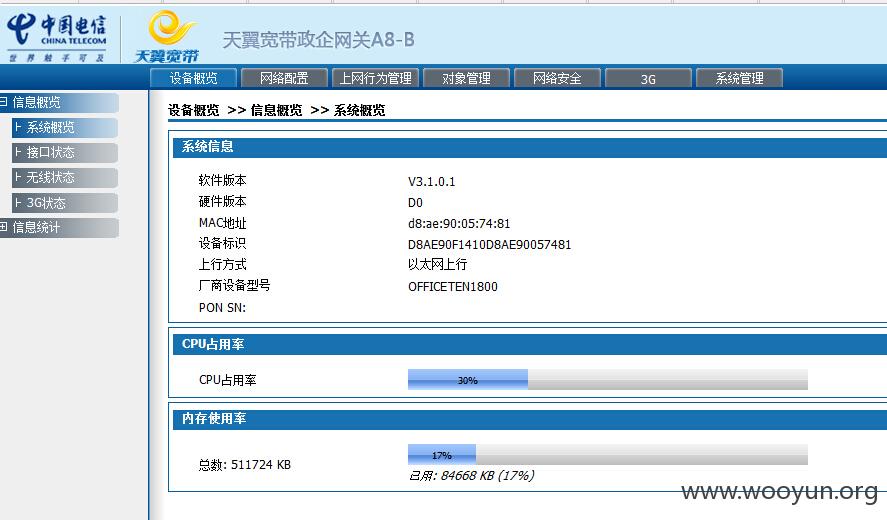 中国电信
CHINA TELECOM
世界触手可及
天翼宽带
天翼宽带政企网关A8-B
设备概览 网络配置 上网行为管理 对象管理 网络安全 3G 系统管理
信息概览
系统概览
接口状态
无线状态
3G状态
信息统计
设备概览 >> 信息概览 >> 系统概览
系统信息
软件版本 V3.1.0.1
硬件版本 D0
MAC地址 d8:ae:90:05:74:81
设备标识 D8AE90F1410D8AE90057481
上行方式 以太网上行
厂商设备型号 OFFICETEN1800
PON SN:
CPU占用率
CPU占用率 30%
内存使用率
总数: 511724 KB 17%
已用: 84668 KB (17%)
www.wooyun.org